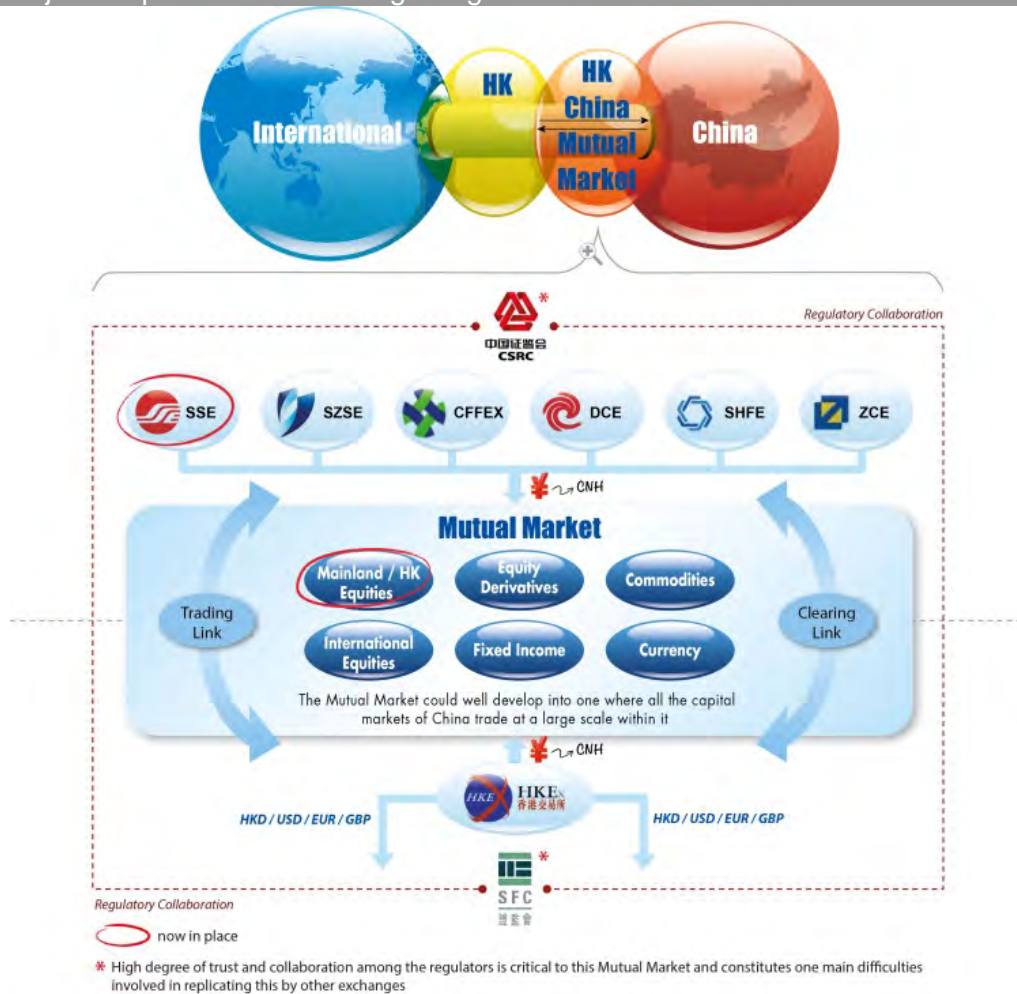 International
HK
HK
China
Mutual
Market
China
*
Regulatory Collaboration
中国证监会
CSRC
SSE
SZSE
CFFEX
DCE
SHFE
ZCE
¥ CNH
Mutual Market
Mainland / HK
Equities
Equity
Derivatives
Commodities
Trading
Link
Clearing
Link
International
Equities
Fixed Income
Currency
The Mutual Market could well develop into one where all the capital
markets of China trade at a large scale within it
¥ CNH
HKEx
HKEx
香港交易所
HKD / USD / EUR / GBP
HKD / USD / EUR / GBP
*
SFC
證監會
Regulatory Collaboration
now in place
* High degree of trust and collaboration among the regulators is critical to this Mutual Market and constitutes one main difficulties
involved in replicating this by other exchanges